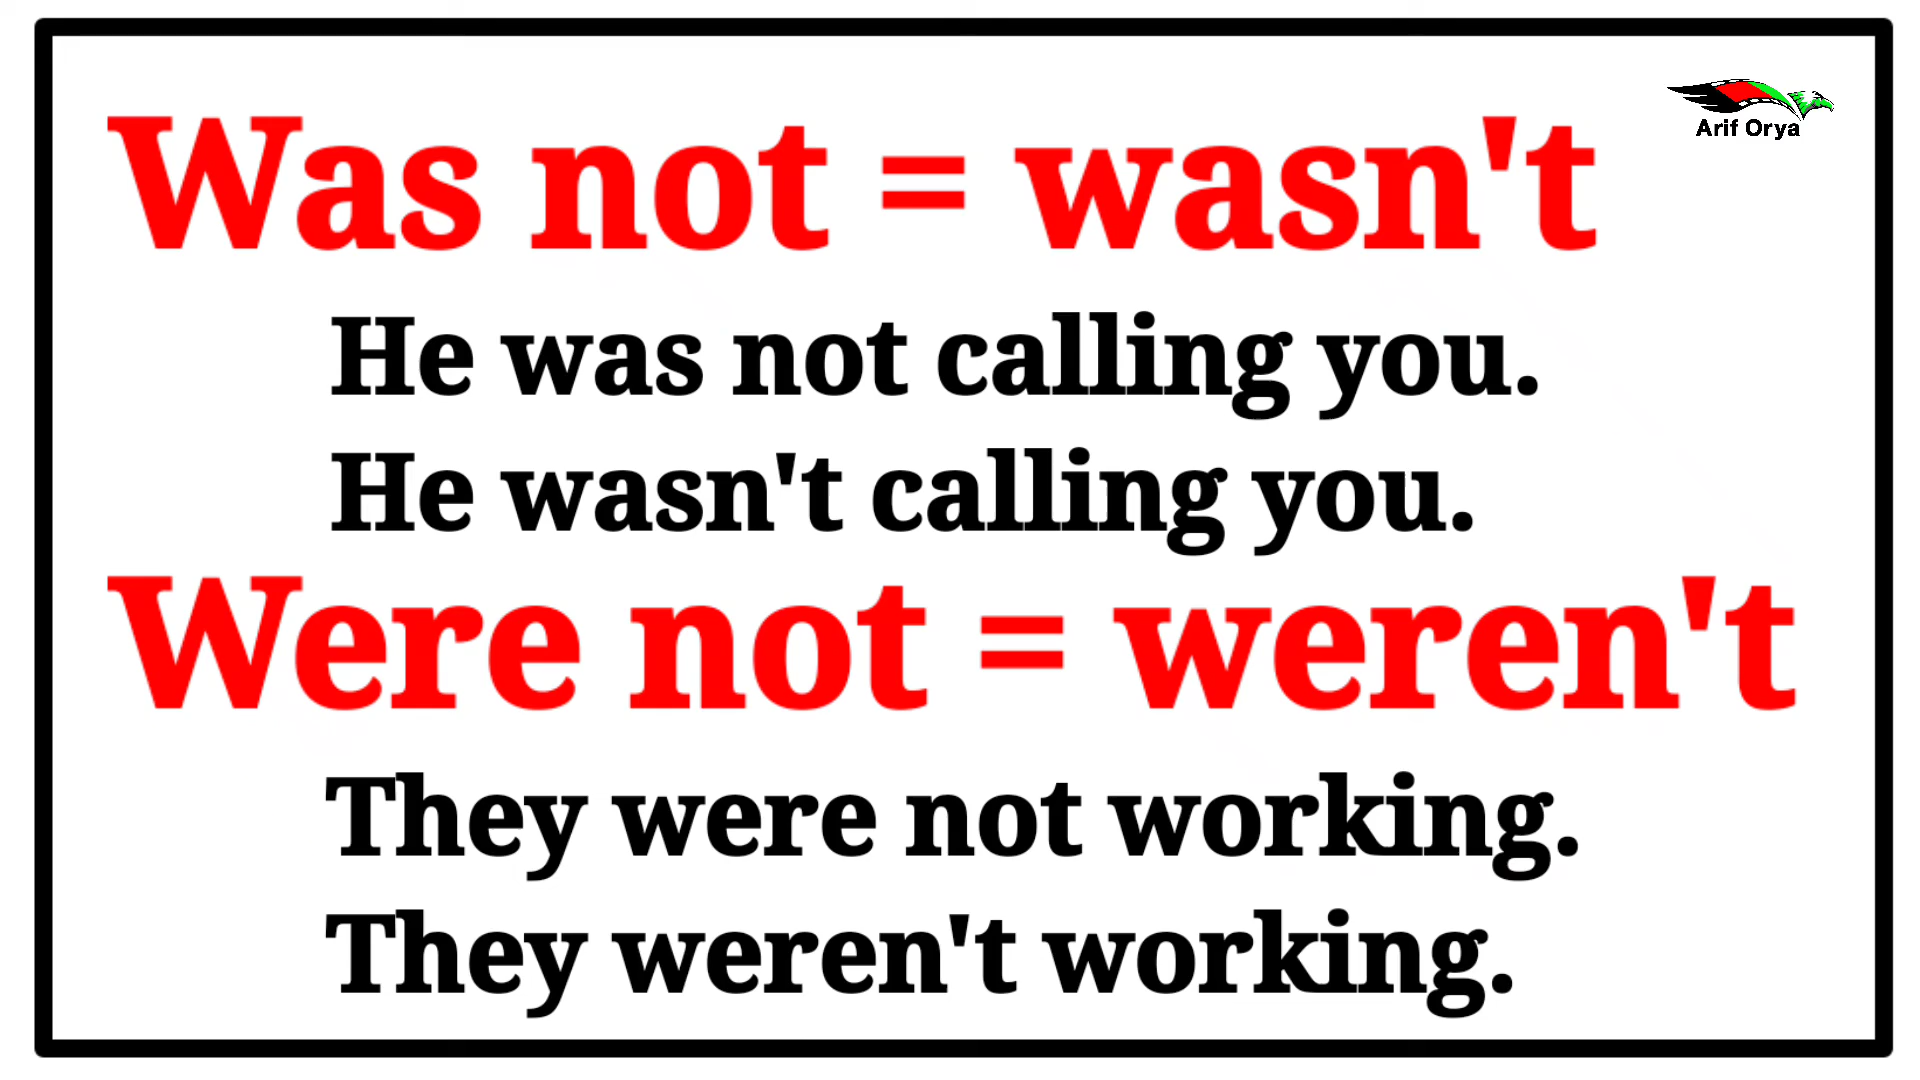 Arif Orya
Was not = wasn't
He was not calling you.
He wasn't calling you.
Were not = weren't
They were not working.
They weren't working.